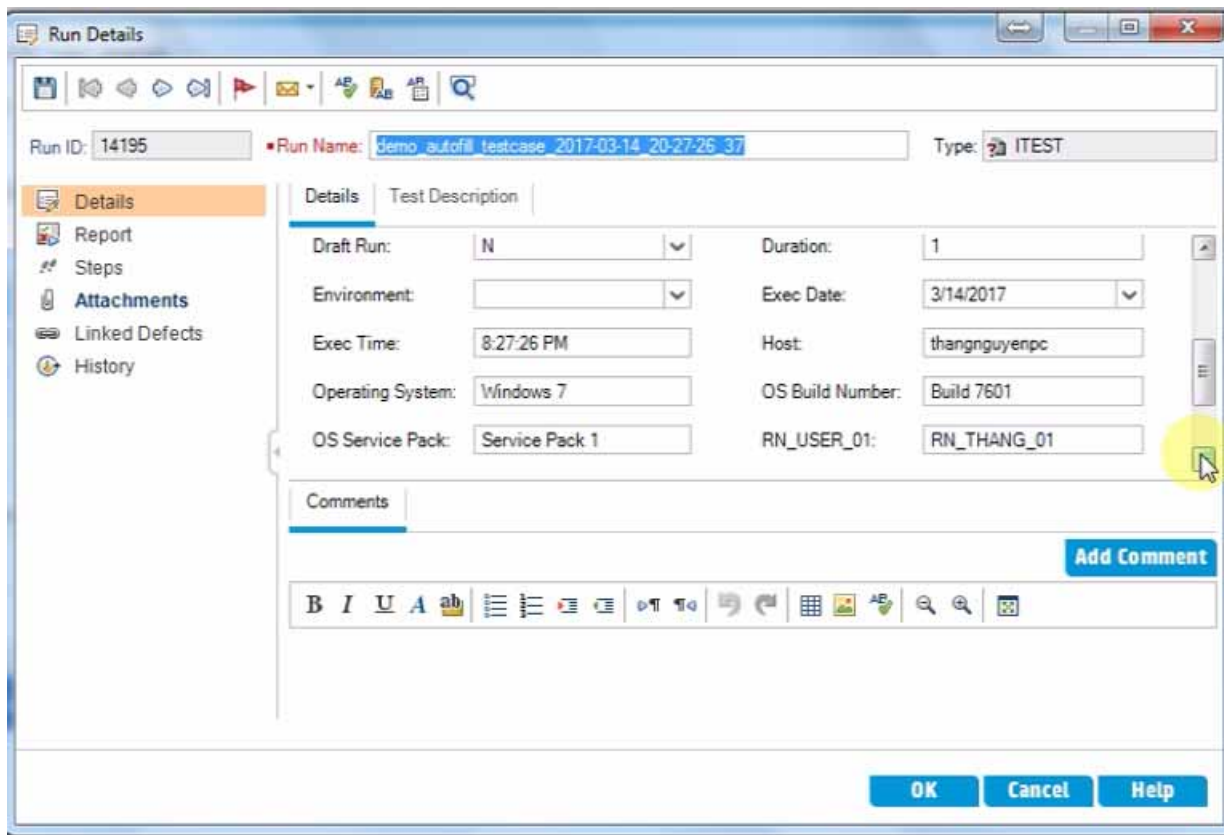 Run Details
Run ID: 14195 Run Name: demo_autofill_testcase_2017-03-14_20-27-26_37 Type: ITEST
Details
Report
Steps
Attachments
Linked Defects
History
Details Test Description
Draft Run: N Duration: 1
Environment: Exec Date: 3/14/2017
Exec Time: 8:27:26 PM Host: thangnguyenpc
Operating System: Windows 7 OS Build Number: Build 7601
OS Service Pack: Service Pack 1 RN_USER_01: RN_THANG_01
Comments
Add Comment
B I U A ab
OK Cancel Help